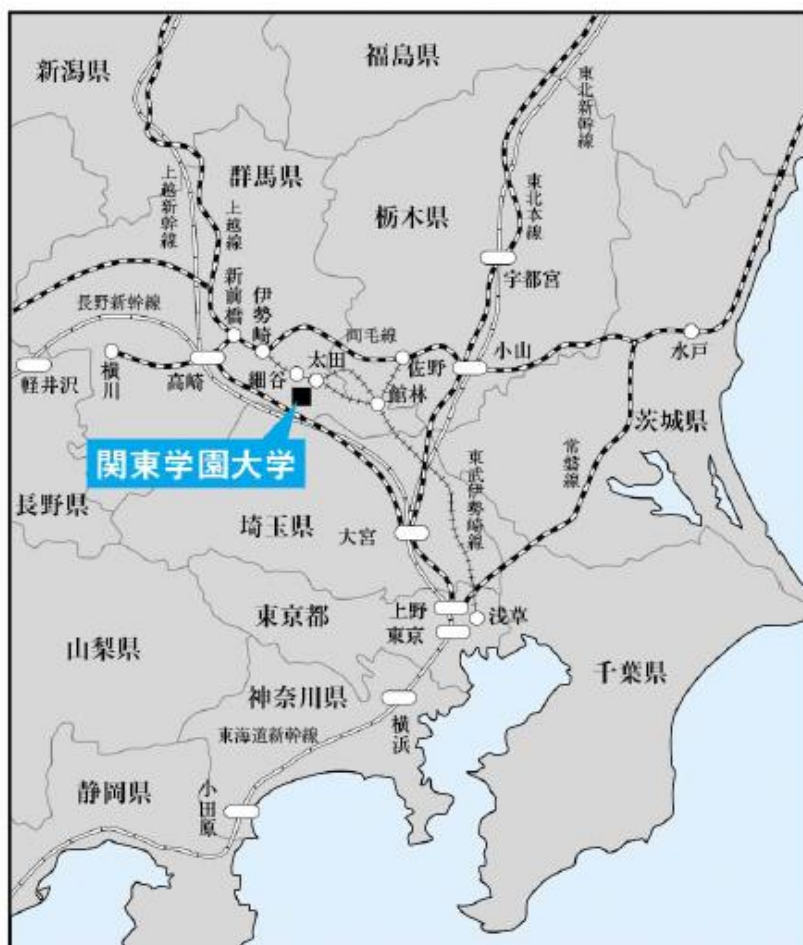 新潟県
福島県
東北新幹線
群馬県
上越新幹線
上越線
栃木県
東北本線
宇都宮
新前橋
伊勢崎
両毛線
長野新幹線
小山
水戸
太田
佐野
細谷
高崎
横川
軽井沢
館林
茨城県
関東学園大学
常磐線
東武伊勢崎線
長野県
埼玉県
大宮
上野
浅草
東京都
東京
山梨県
千葉県
神奈川県
横浜
東海道新幹線
静岡県
小田原